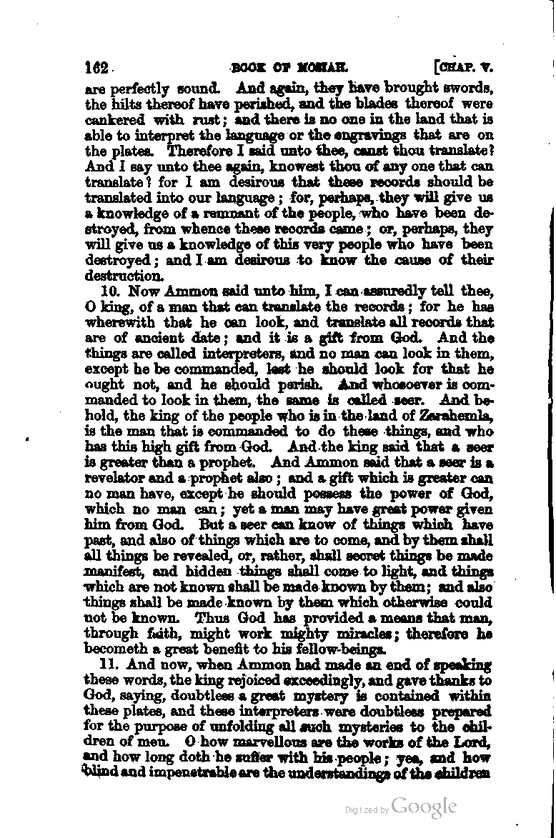 162 BOOK OF MOSIAH. [CHAP. V.
are perfectly sound. And again, they have brought swords,
the hilts thereof have perished, and the blades thereof were
cankered with rust; and there is no one in the land that is
able to interpret the language or the engravings that are on
the plates. Therefore I said unto thee, canst thou translate?
And I say unto thee again, knowest thou of any one that can
translate? for I am desirous that these records should be
translated into our language; for, perhaps, they will give us
a knowledge of a remnant of the people, who have been de-
stroyed, from whence these records came; or, perhaps, they
will give us a knowledge of this very people who have been
destroyed; and I am desirous to know the cause of their
destruction.
10. Now Ammon said unto him, I can assuredly tell thee,
O king, of a man that can translate the records; for he has
wherewith that he can look, and translate all records that
are of ancient date; and it is a gift from God. And the
things are called interpreters, and no man can look in them,
except he be commanded, lest he should look for that he
ought not, and he should perish. And whosoever is com-
manded to look in them, the same is called seer. And be-
hold, the king of the people who is in the land of Zarahemla,
is the man that is commanded to do these things, and who
has this high gift from God. And the king said that a seer
is greater than a prophet. And Ammon said that a seer is a
revelator and a prophet also; and a gift which is greater can
no man have, except he should possess the power of God,
which no man can; yet a man may have great power given
him from God. But a seer can know of things which have
past, and also of things which are to come, and by them shall
all things be revealed, or, rather, shall secret things be made
manifest, and hidden things shall come to light, and things
which are not known shall be made known by them; and also
things shall be made known by them which otherwise could
not be known. Thus God has provided a means that man,
through faith, might work mighty miracles; therefore he
becometh a great benefit to his fellow-beings.
11. And now, when Ammon had made an end of speaking
these words, the king rejoiced exceedingly, and gave thanks to
God, saying, doubtless a great mystery is contained within
these plates, and these interpreters were doubtless prepared
for the purpose of unfolding all such mysteries to the chil-
dren of men. O how marvellous are the works of the Lord,
and how long doth he suffer with his people; yea, and how
blind and impenetrable are the understandings of the children
Digitized by Google